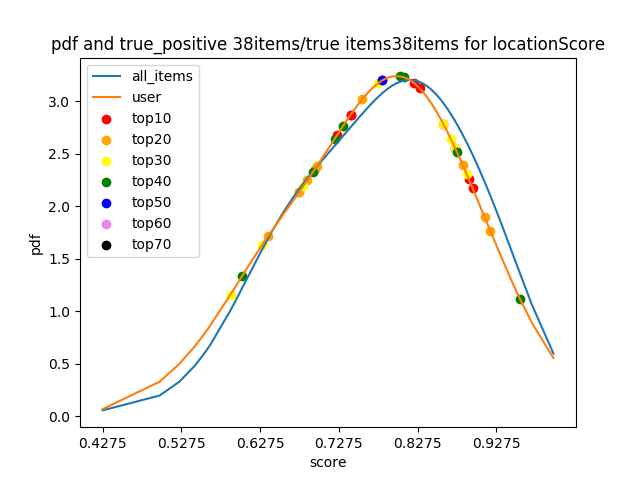 pdf and true_positive 38items/true items38items for locationScore
all_items
user
top10
top20
top30
top40
top50
top60
top70
pdf
3.0
2.5
2.0
1.5
1.0
0.5
0.0
0.4275 0.5275 0.6275 0.7275 0.8275 0.9275
score